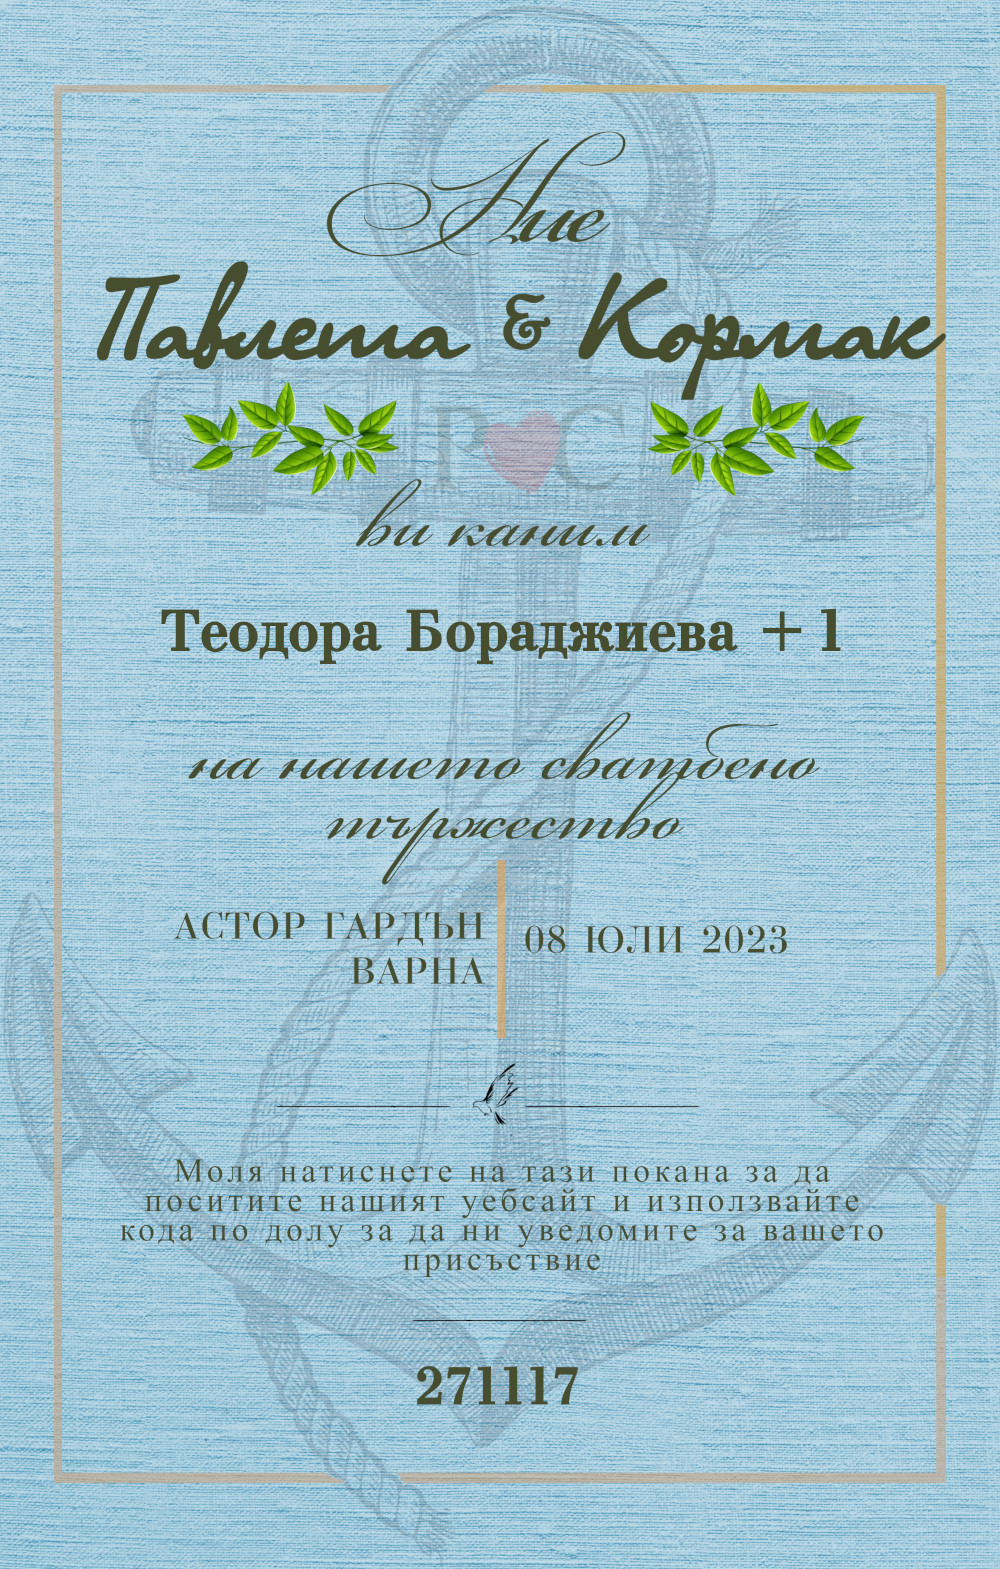 Ние
Павлета & Кормак
P C
ви каним
Теодора Бораджиева +1
на нашето сватбено
тържество
АСТОР ГАРДЪН
ВАРНА
08 ЮЛИ 2023
Моля натиснете на тази покана за да
поситите нашият уебсайт и използвайте
кода по долу за да ни уведомите за вашето
присъствие
271117